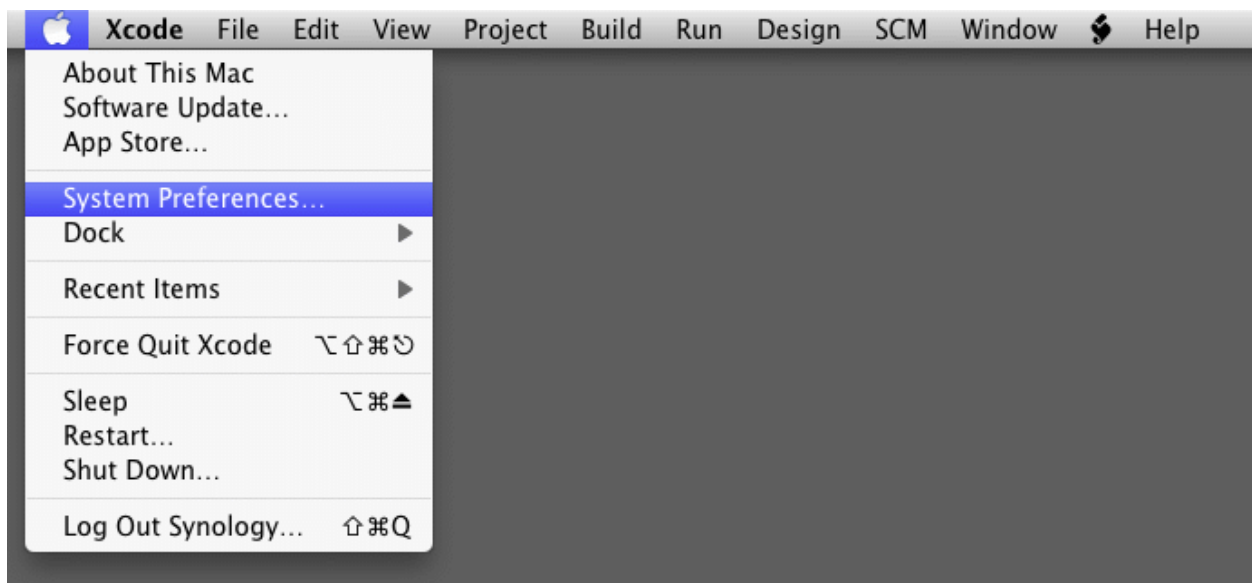 Xcode File Edit View Project Build Run Design SCM Window Help
About This Mac
Software Update…
App Store…
System Preferences…
Dock
Recent Items
Force Quit Xcode ⌥⇧⌘⎋
Sleep ⌥⌘⏏
Restart…
Shut Down…
Log Out Synology… ⇧⌘Q